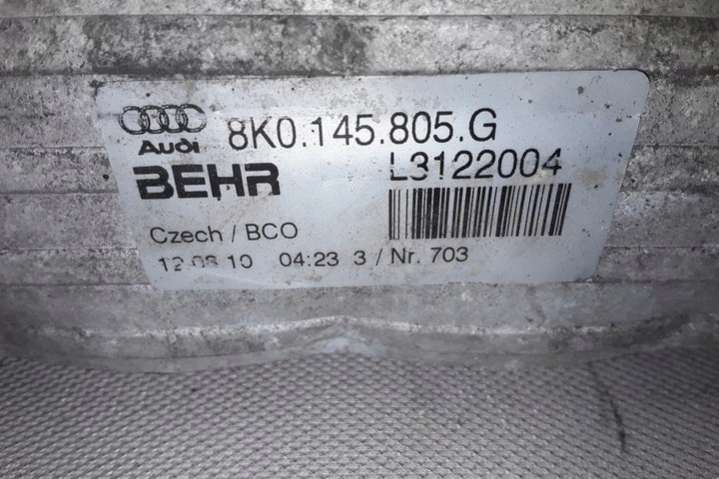 Audi 8K0.145.805.G
BEHR L3122004
Czech / BCO
04:23 3 / Nr. 703